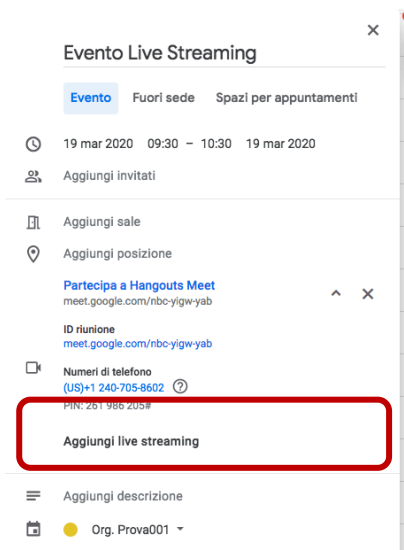 Evento Live Streaming
Evento Fuori sede Spazi per appuntamenti
19 mar 2020 09:30 – 10:30 19 mar 2020
Aggiungi invitati
Aggiungi sale
Aggiungi posizione
Partecipa a Hangouts Meet
meet.google.com/nbc-yigw-yab
ID riunione
meet.google.com/nbc-yigw-yab
Numeri di telefono
(US)+1 240-705-8602
PIN: 261 986 205#
Aggiungi live streaming
Aggiungi descrizione
Org. Prova001